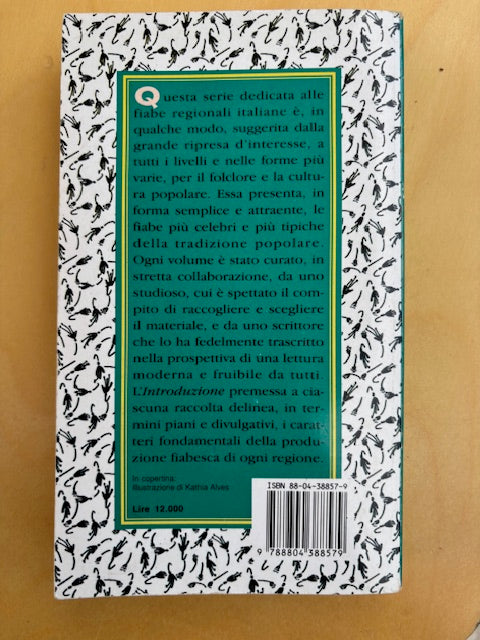 Questa serie dedicata alle
fiabe regionali italiane è, in
qualche modo, suggerita dalla
grande ripresa d'interesse, a
tutti i livelli e nelle forme più
varie, per il folclore e la cultu-
ra popolare. Essa presenta, in
forma semplice e attraente, le
fiabe più celebri e più tipiche
della tradizione popolare.
Ogni volume è stato curato, in
stretta collaborazione, da uno
studioso, cui è spettato il com-
pito di raccogliere e scegliere
il materiale, e da uno scrittore
che lo ha fedelmente trascritto
nella prospettiva di una lettura
moderna e fruibile da tutti.
L'Introduzione premessa a cia-
scuna raccolta delinea, in ter-
mini piani e divulgativi, i carat-
teri fondamentali della produ-
zione fiabesca di ogni regione.
In copertina:
Illustrazione di Kathia Alves
Lire 12.000
ISBN 88-04-38857-9
9 788804 388579